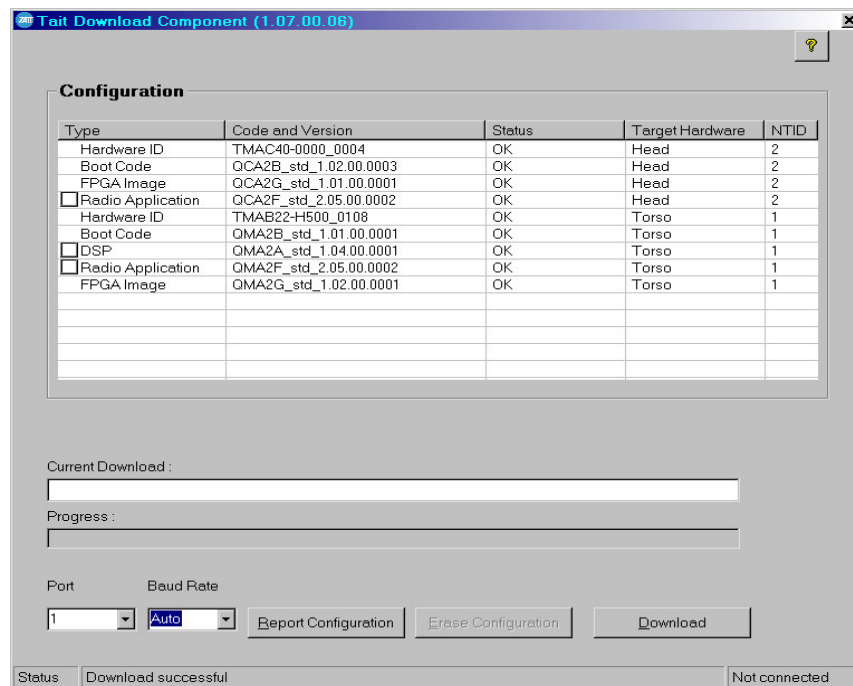 TAIT Tait Download Component (1.07.00.06)
?
Configuration
Type Code and Version Status Target Hardware NTID
Hardware ID TMAC40-0000_0004 OK Head 2
Boot Code QCA2B_std_1.02.00.0003 OK Head 2
FPGA Image QCA2G_std_1.01.00.0001 OK Head 2
Radio Application QCA2F_std_2.05.00.0002 OK Head 2
Hardware ID TMAB22-H500_0108 OK Torso 1
Boot Code QMA2B_std_1.01.00.0001 OK Torso 1
DSP QMA2A_std_1.04.00.0001 OK Torso 1
Radio Application QMA2F_std_2.05.00.0002 OK Torso 1
FPGA Image QMA2G_std_1.02.00.0001 OK Torso 1
Current Download :
Progress :
Port Baud Rate
1 Auto Report Configuration Erase Configuration Download
Status Download successful Not connected